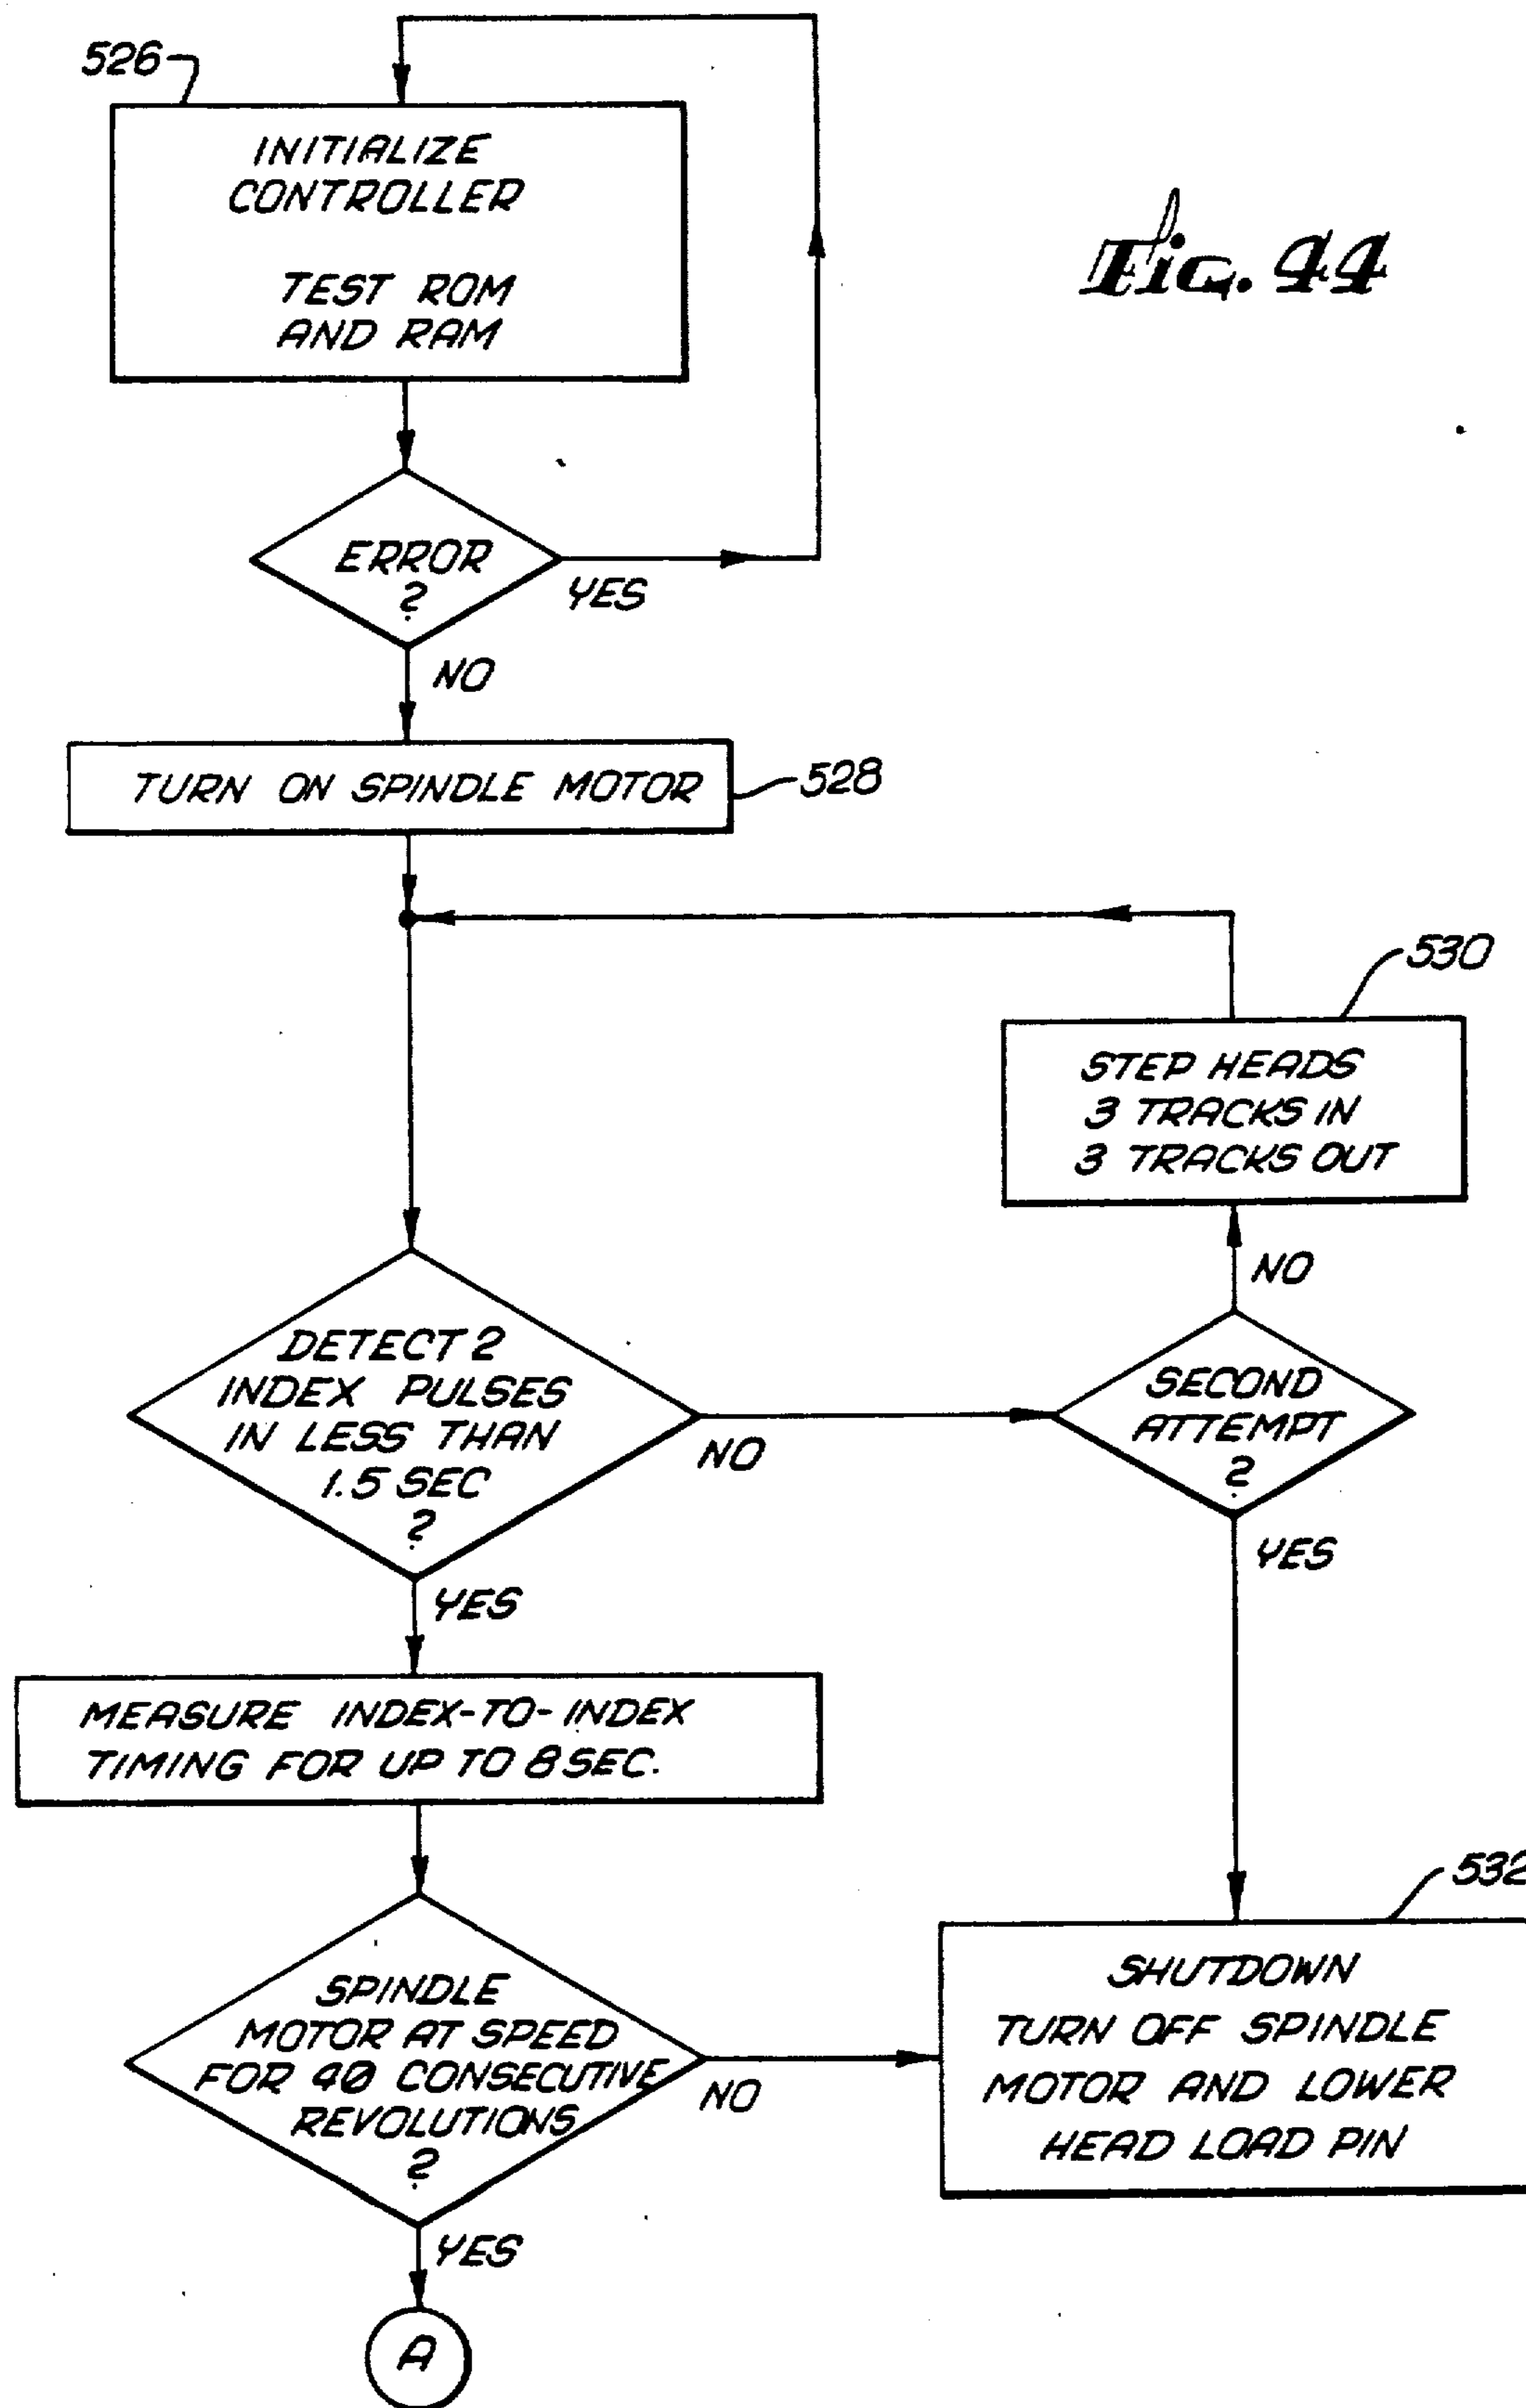 526
INITIALIZE
CONTROLLER
TEST ROM
AND RAM
Fig. 44
ERROR
?
YES
NO
TURN ON SPINDLE MOTOR
528
530
STEP HEADS
3 TRACKS IN
3 TRACKS OUT
NO
DETECT 2
INDEX PULSES
IN LESS THAN
1.5 SEC
?
NO
SECOND
ATTEMPT
?
YES
YES
MEASURE INDEX-TO-INDEX
TIMING FOR UP TO 8 SEC.
532
SPINDLE
MOTOR AT SPEED
FOR 40 CONSECUTIVE
REVOLUTIONS
?
NO
SHUTDOWN
TURN OFF SPINDLE
MOTOR AND LOWER
HEAD LOAD PIN
YES
A